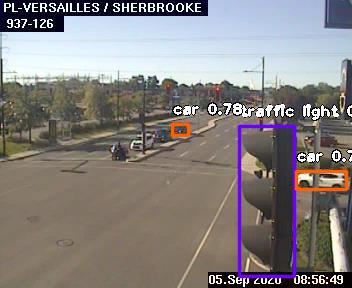 PL-VERSAILLES / SHERBROOKE
937-126
car 0.78
traffic light 0
car 0.7
05.Sep 2020 08:56:49